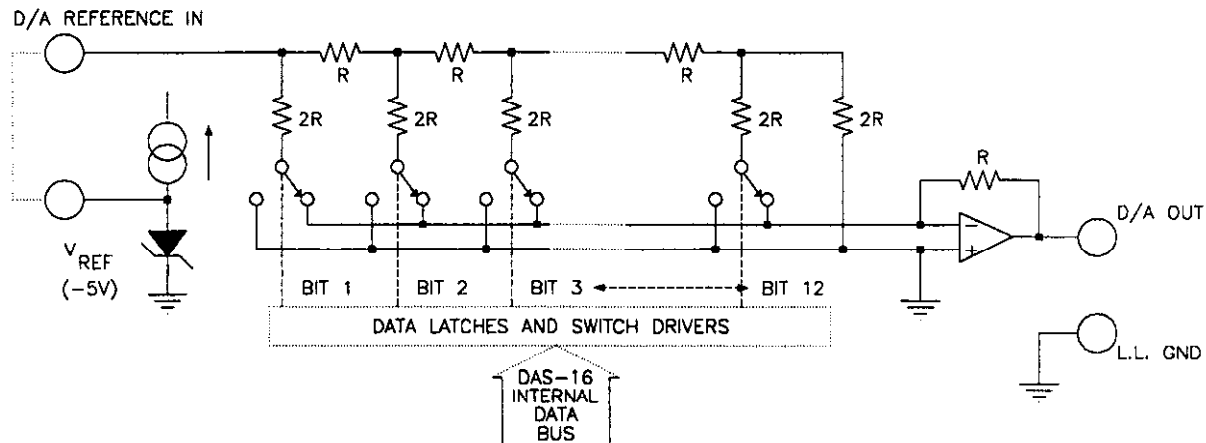 D/A REFERENCE IN
R R R
2R 2R 2R 2R 2R
R
− 
+
D/A OUT
V REF
(-5V)
BIT 1 BIT 2 BIT 3 BIT 12
DATA LATCHES AND SWITCH DRIVERS
L.L. GND
DAS-16
INTERNAL
DATA
BUS